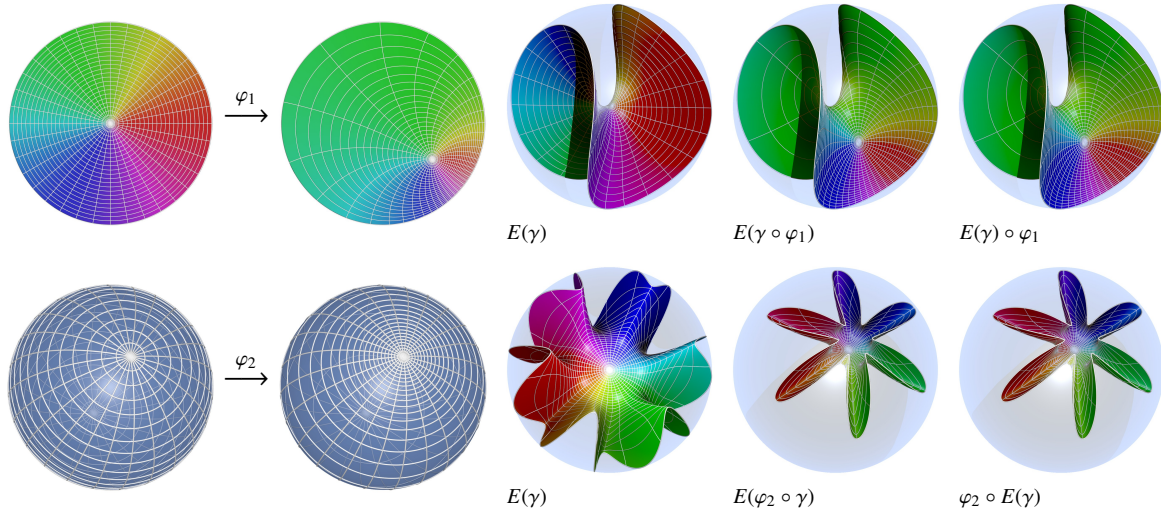 φ₁
E(γ)
E(γ ∘ φ₁)
E(γ) ∘ φ₁
φ₂
E(γ)
E(φ₂ ∘ γ)
φ₂ ∘ E(γ)